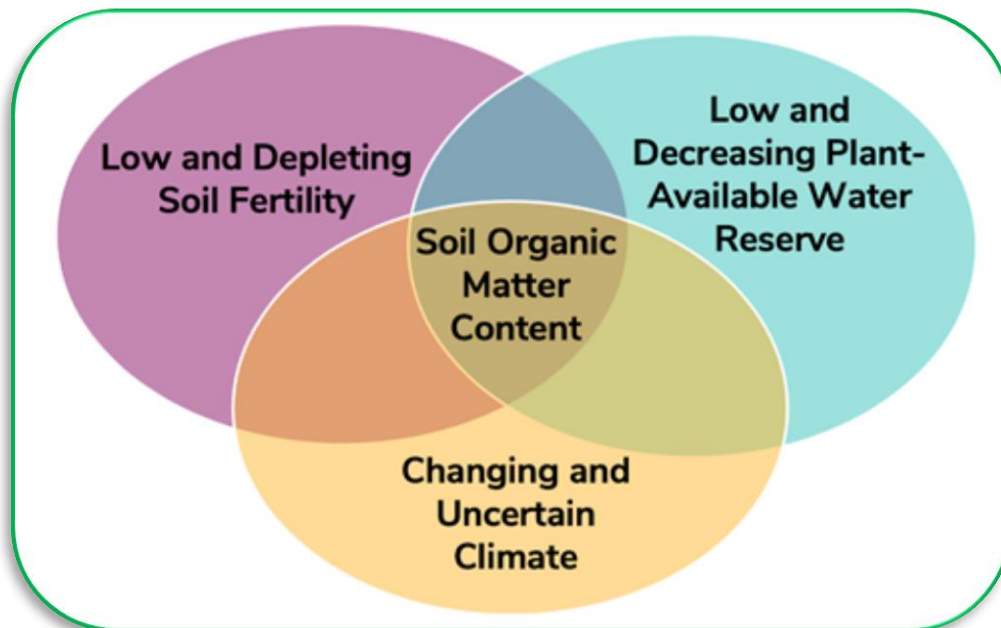 Low and Depleting
Soil Fertility
Low and
Decreasing Plant-
Available Water
Reserve
Soil Organic
Matter
Content
Changing and
Uncertain
Climate